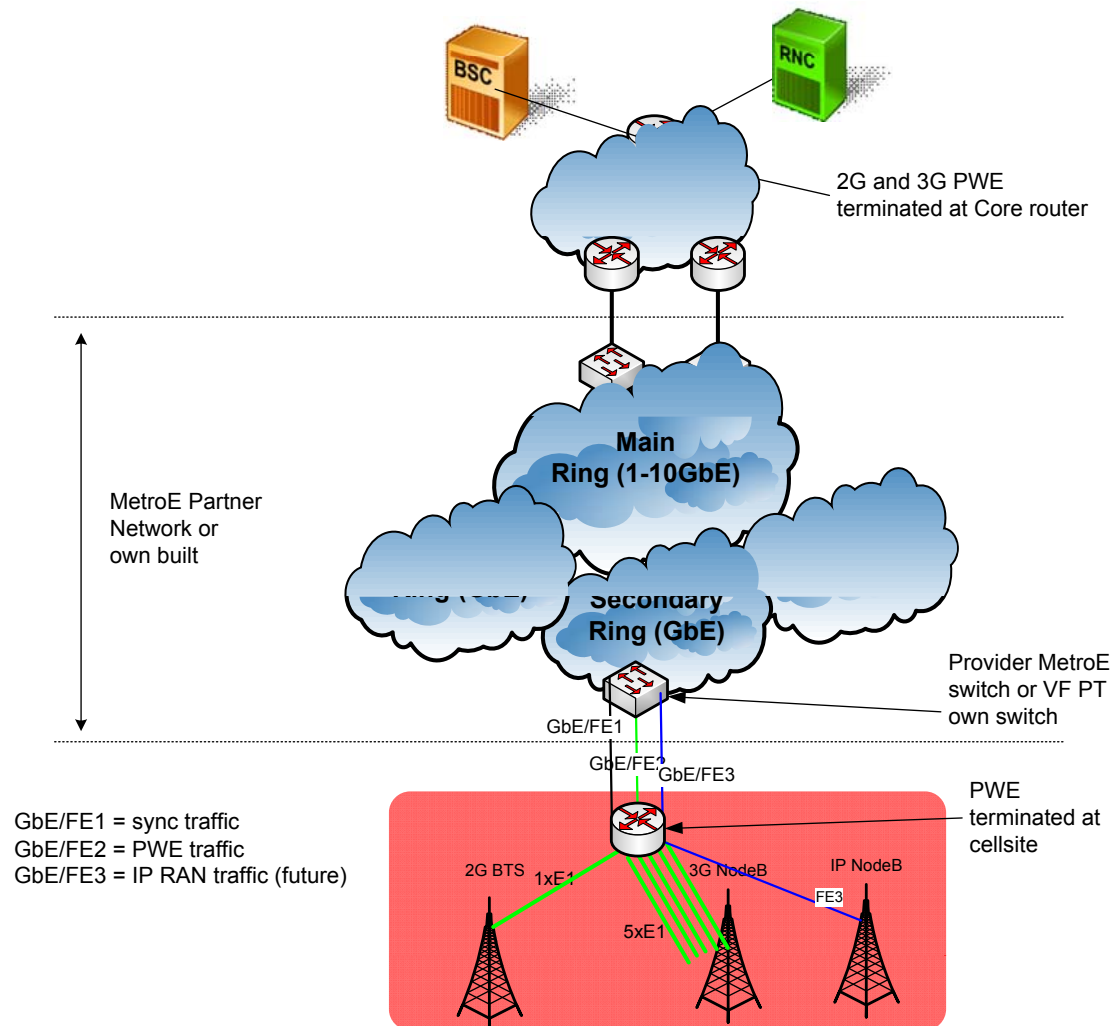 BSC
RNC
2G and 3G PWE
terminated at Core router
Main
Ring (1-10GbE)
MetroE Partner
Network or
own built
Ring (GbE)
Secondary
Ring (GbE)
Provider MetroE
switch or VF PT
own switch
GbE/FE1
GbE/FE2
GbE/FE3
PWE
terminated at
cellsite
GbE/FE1 = sync traffic
GbE/FE2 = PWE traffic
GbE/FE3 = IP RAN traffic (future)
2G BTS
1xE1
3G NodeB
IP NodeB
FE3
5xE1